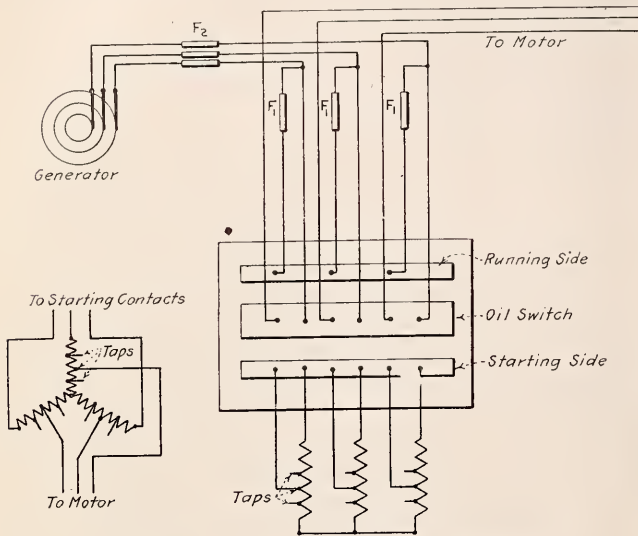 F2
To Motor
F1
F1
F1
Generator
Running Side
To Starting Contacts
Oil Switch
Taps
Starting Side
Taps
To Motor